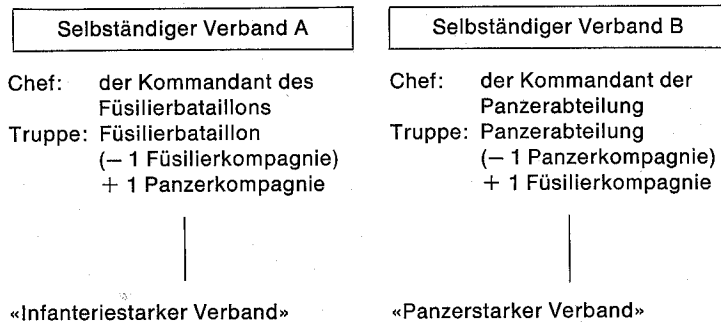 Selbständiger Verband A
Chef: der Kommandant des
Füsilierbataillons
Truppe: Füsilierbataillon
(— 1 Füsilierkompagnie)
+ 1 Panzerkompagnie
«Infanteriestarker Verband»
Selbständiger Verband B
Chef: der Kommandant der
Panzerabteilung
Truppe: Panzerabteilung
(— 1 Panzerkompagnie)
+ 1 Füsilierkompagnie
«Panzerstarker Verband»